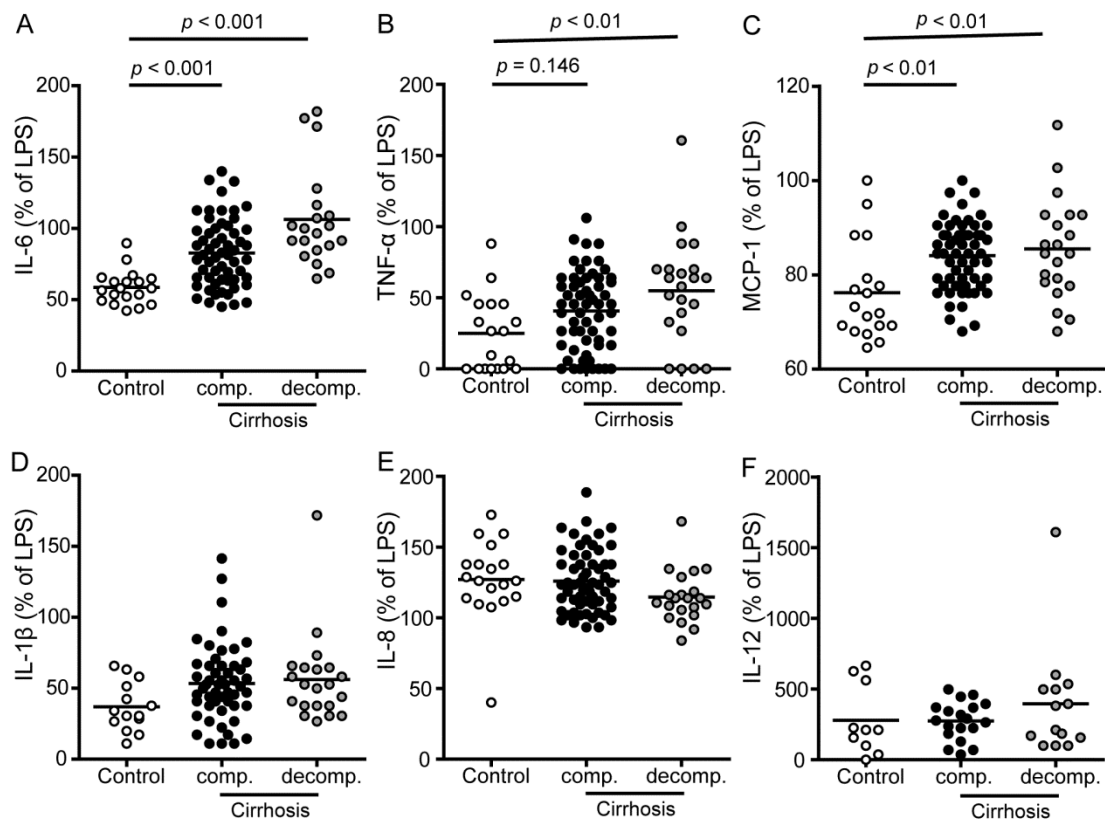 A
p < 0.001
p < 0.001
IL-6 (% of LPS)
200
150
100
50
0
Control
comp.
decomp.
Cirrhosis
B
p < 0.01
p = 0.146
TNF-α (% of LPS)
200
150
100
50
0
Control
comp.
decomp.
Cirrhosis
C
p < 0.01
p < 0.01
MCP-1 (% of LPS)
120
100
80
60
Control
comp.
decomp.
Cirrhosis
D
IL-1β (% of LPS)
200
150
100
50
0
Control
comp.
decomp.
Cirrhosis
E
IL-8 (% of LPS)
200
150
100
50
0
Control
comp.
decomp.
Cirrhosis
F
IL-12 (% of LPS)
2000
1500
1000
500
0
Control
comp.
decomp.
Cirrhosis